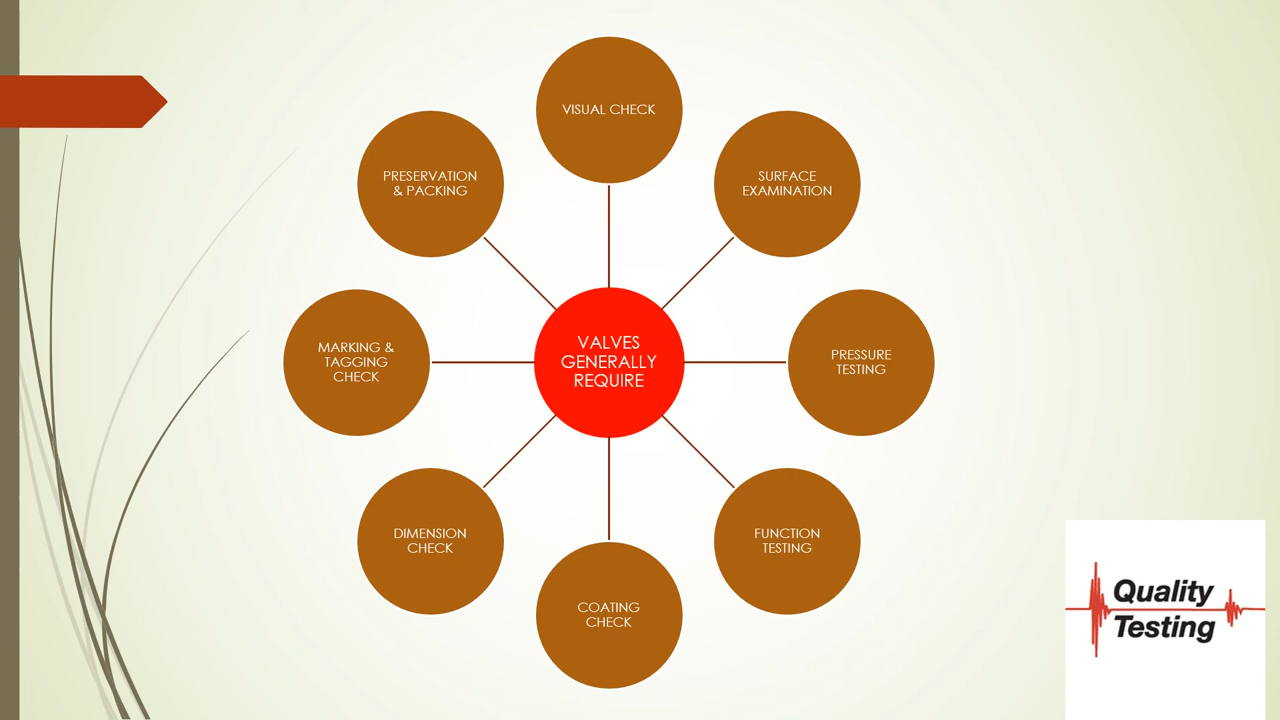 VISUAL CHECK
SURFACE
EXAMINATION
PRESSURE
TESTING
FUNCTION
TESTING
COATING
CHECK
DIMENSION
CHECK
MARKING &
TAGGING
CHECK
PRESERVATION
& PACKING
VALVES
GENERALLY
REQUIRE
Quality
Testing